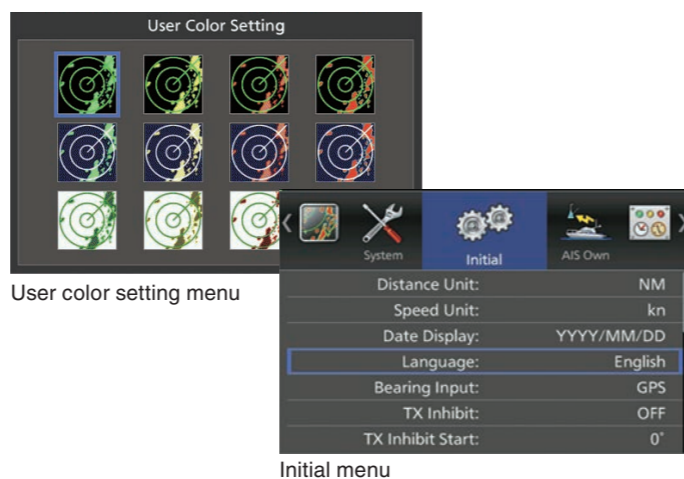 User Color Setting
User color setting menu
System
Initial
AIS Own
Distance Unit: NM
Speed Unit: kn
Date Display: YYYY/MM/DD
Language: English
Bearing Input: GPS
TX Inhibit: OFF
TX Inhibit Start: 0°
Initial menu